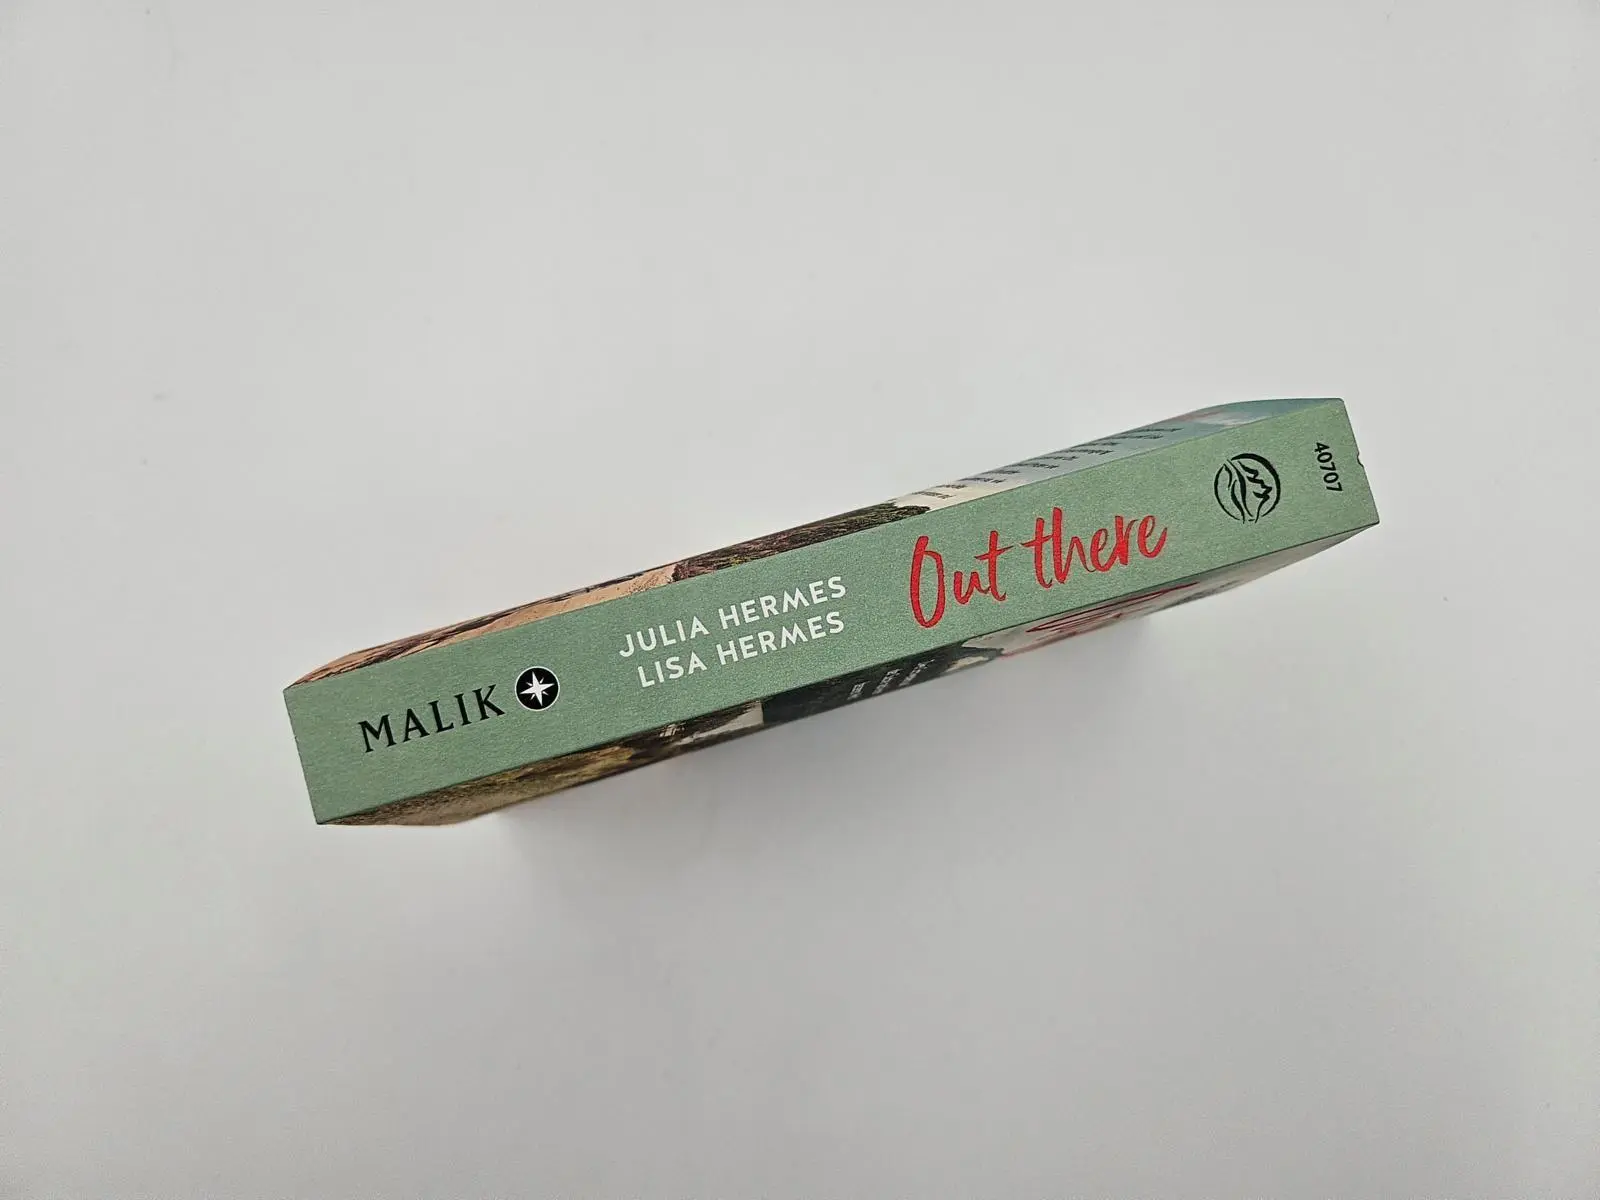 MALIK
JULIA HERMES
LISA HERMES
Out there
40707